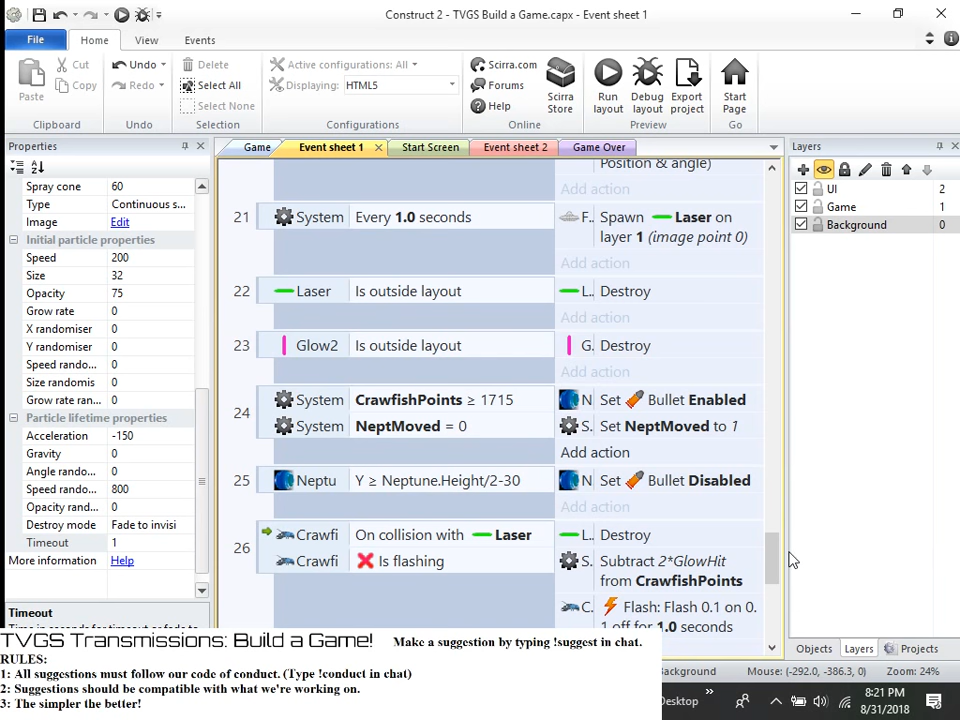 Construct 2 - TVGS Build a Game.capx - Event sheet 1
File Home View Events
Paste Cut Copy
Clipboard
Undo Redo
Undo
Delete Select All Select None
Selection
Active configurations: All
Displaying: HTML5
Configurations
Scirra.com Forums Help Scirra Store
Online
Run layout Debug layout Export project
Preview
Start Page
Go
Properties
Spray cone 60
Type Continuous s...
Image Edit
Initial particle properties
Speed 200
Size 32
Opacity 75
Grow rate 0
X randomiser 0
Y randomiser 0
Speed rando... 0
Size randomis 0
Grow rate ran... 0
Particle lifetime properties
Acceleration -150
Gravity 0
Angle rando... 0
Speed rando... 800
Opacity rand... 0
Destroy mode Fade to invisi
Timeout 1
More information Help
Timeout
Game Event sheet 1 Start Screen Event sheet 2 Game Over
Position & angle)
Add action
21 System Every 1.0 seconds F. Spawn Laser on
layer 1 (image point 0)
Add action
22 Laser Is outside layout L.. Destroy
Add action
23 Glow2 Is outside layout G. Destroy
Add action
24 System CrawfishPoints ≥ 1715 N Set Bullet Enabled
System NeptMoved = 0 S. Set NeptMoved to 1
Add action
25 Neptu Y ≥ Neptune.Height/2-30 N Set Bullet Disabled
Add action
26 Crawfi On collision with Laser L.. Destroy
Crawfi Is flashing S. Subtract 2*GlowHit
from CrawfishPoints
C. Flash: Flash 0.1 on 0.
1 off for 1.0 seconds
Layers
UI 2
Game 1
Background 0
Objects Layers Projects
ackground Mouse: (-292.0, -386.3, 0) Zoom: 24%
TVGS Transmissions: Build a Game! Make a suggestion by typing !suggest in chat.
RULES:
1: All suggestions must follow our code of conduct. (Type !conduct in chat)
2: Suggestions should be compatible with what we're working on.
3: The simpler the better!
Desktop
8:21 PM
8/31/2018